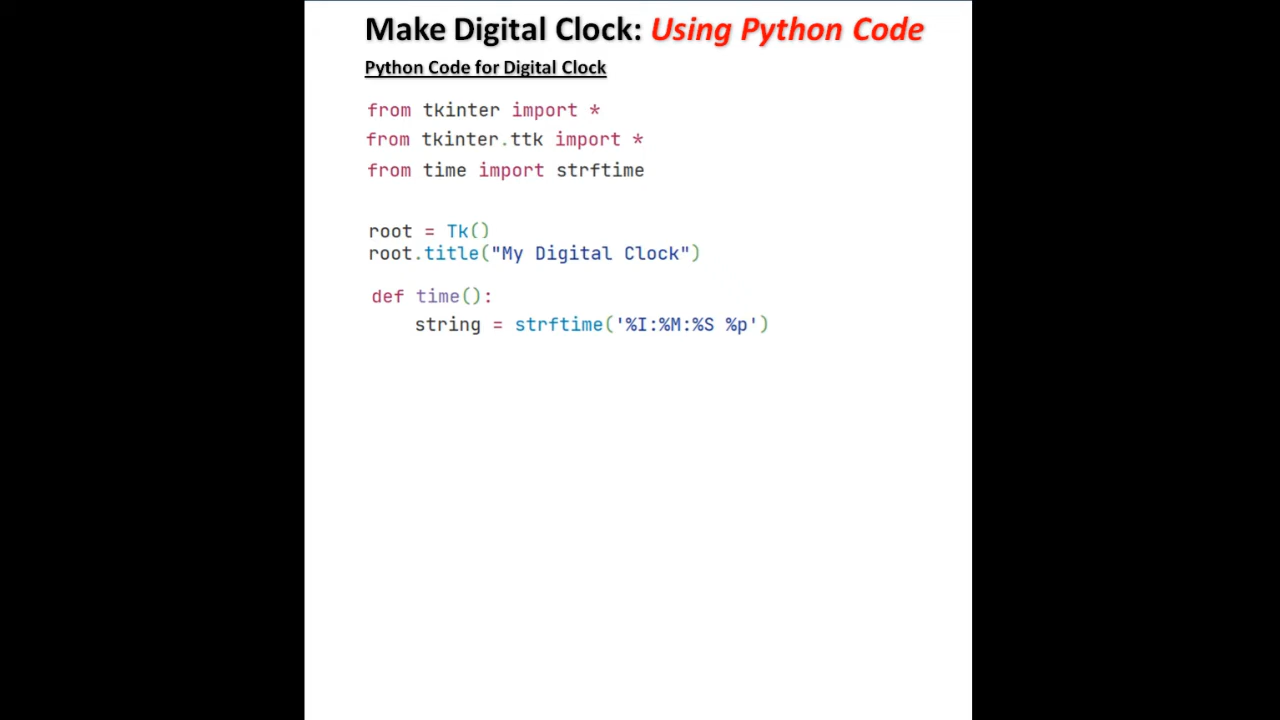 Make Digital Clock: Using Python Code
Python Code for Digital Clock
from tkinter import *
from tkinter.ttk import *
from time import strftime
root = Tk()
root.title("My Digital Clock")
def time():
    string = strftime('%I:%M:%S %p')